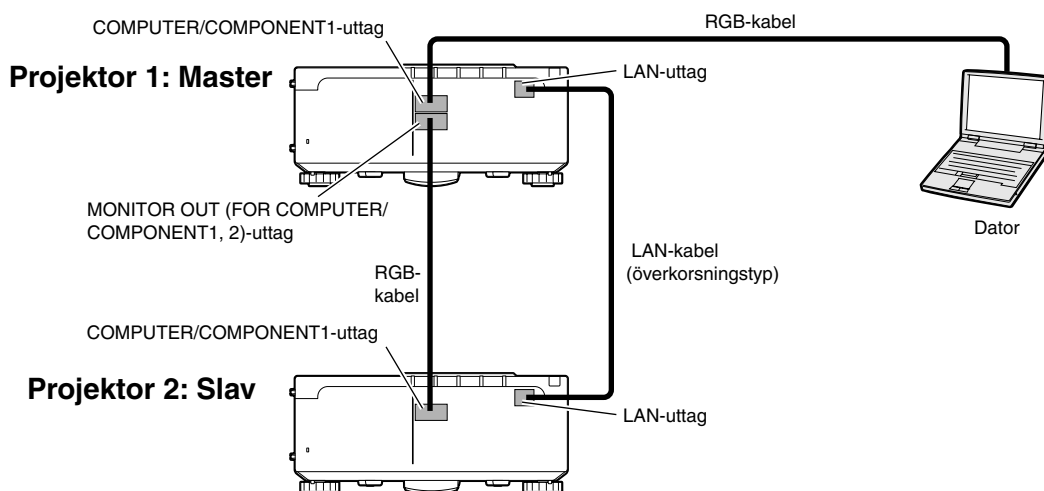 RGB-kabel
COMPUTER/COMPONENT1-uttag
Projektor 1: Master
LAN-uttag
MONITOR OUT (FOR COMPUTER/
COMPONENT1, 2)-uttag
Dator
LAN-kabel
(överkorsningstyp)
RGB-
kabel
COMPUTER/COMPONENT1-uttag
Projektor 2: Slav
LAN-uttag